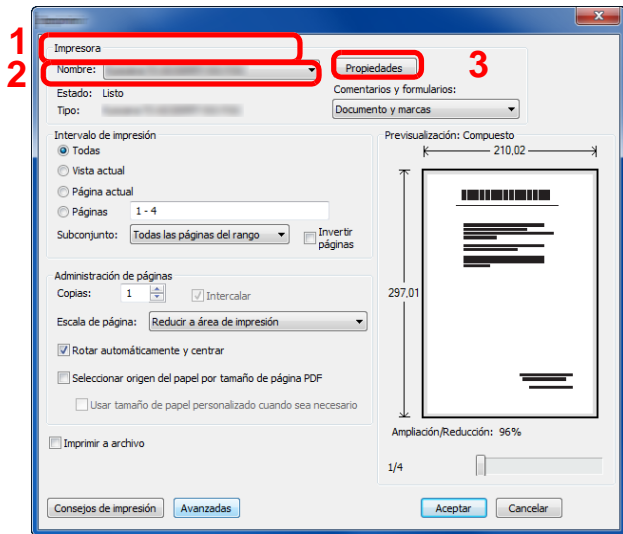 1
Impresora
2
Nombre:
Propiedades
3
Estado: Listo
Comentarios y formularios:
Tipo:
Documento y marcas
Intervalo de impresión
Todas
Vista actual
Página actual
Páginas 1 - 4
Subconjunto: Todas las páginas del rango
Invertir
páginas
Previsualización: Compuesto
210,02
297,01
Administración de páginas
Copias: 1
Intercalar
Escala de página: Reducir a área de impresión
Rotar automáticamente y centrar
Seleccionar origen del papel por tamaño de página PDF
Usar tamaño de papel personalizado cuando sea necesario
Imprimir a archivo
Ampliación/Reducción: 96%
1/4
Consejos de impresión
Avanzadas
Aceptar
Cancelar